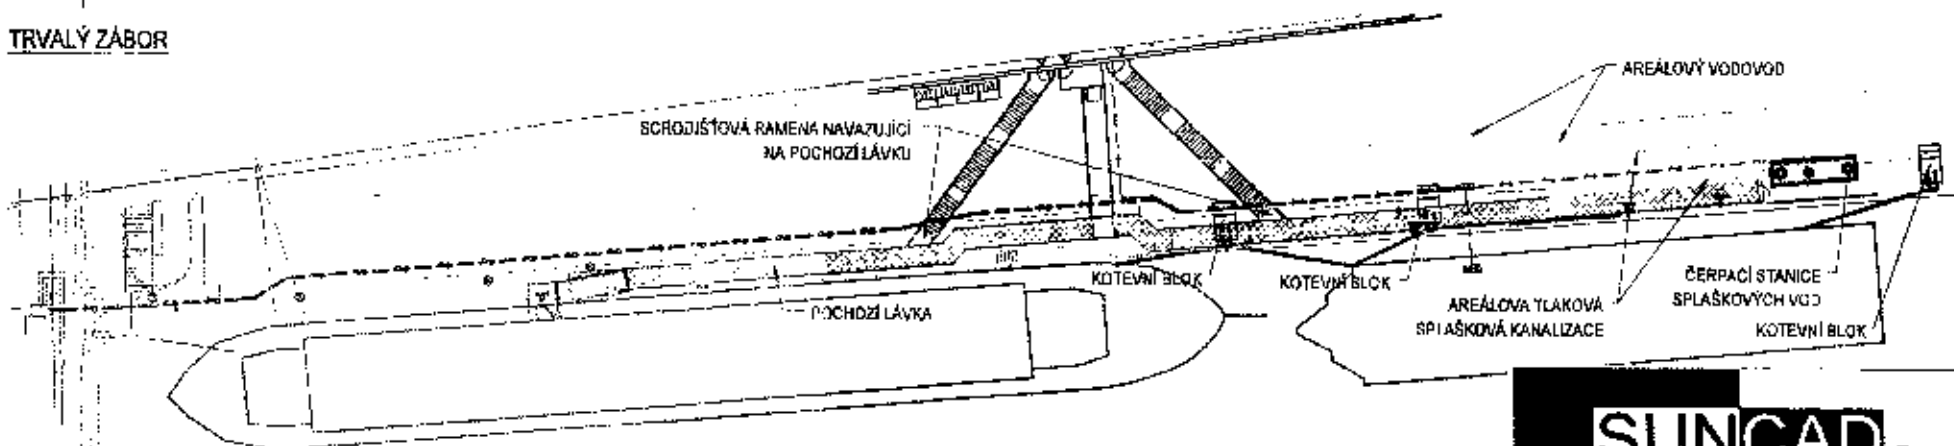 TRVALÝ ZÁBOR
AREÁLOVÝ VODOVOD
SCHODIŠŤOVÁ RAMENA NAVAZUJÍCÍ
NA POCHOZÍ LÁVKU
KOTEVNÍ BLOK
KOTEVNÍ BLOK
POCHOZÍ LÁVKA
AREÁLOVA TLAKOVÁ
SPLAŠKOVÁ KANALIZACE
ČERPACÍ STANICE
SPLAŠKOVÝCH VOD
KOTEVNÍ BLOK
SUNCAD